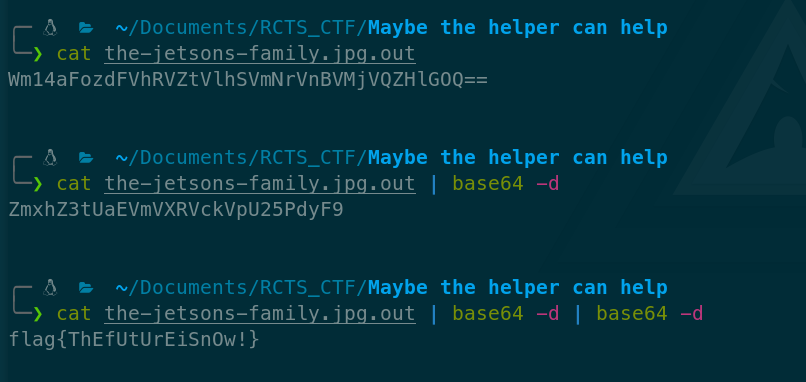 ~/Documents/RCTS_CTF/Maybe the helper can help
❯ cat the-jetsons-family.jpg.out
Wm14aFozdFVhRVZtVlhSVmNrVnBVMjVQZHlGOQ==
~/Documents/RCTS_CTF/Maybe the helper can help
❯ cat the-jetsons-family.jpg.out | base64 -d
ZmxhZ3tUaEVmVXRVckVpU25PdyF9
~/Documents/RCTS_CTF/Maybe the helper can help
❯ cat the-jetsons-family.jpg.out | base64 -d | base64 -d
flag{ThEfUtUrEiSnOw!}